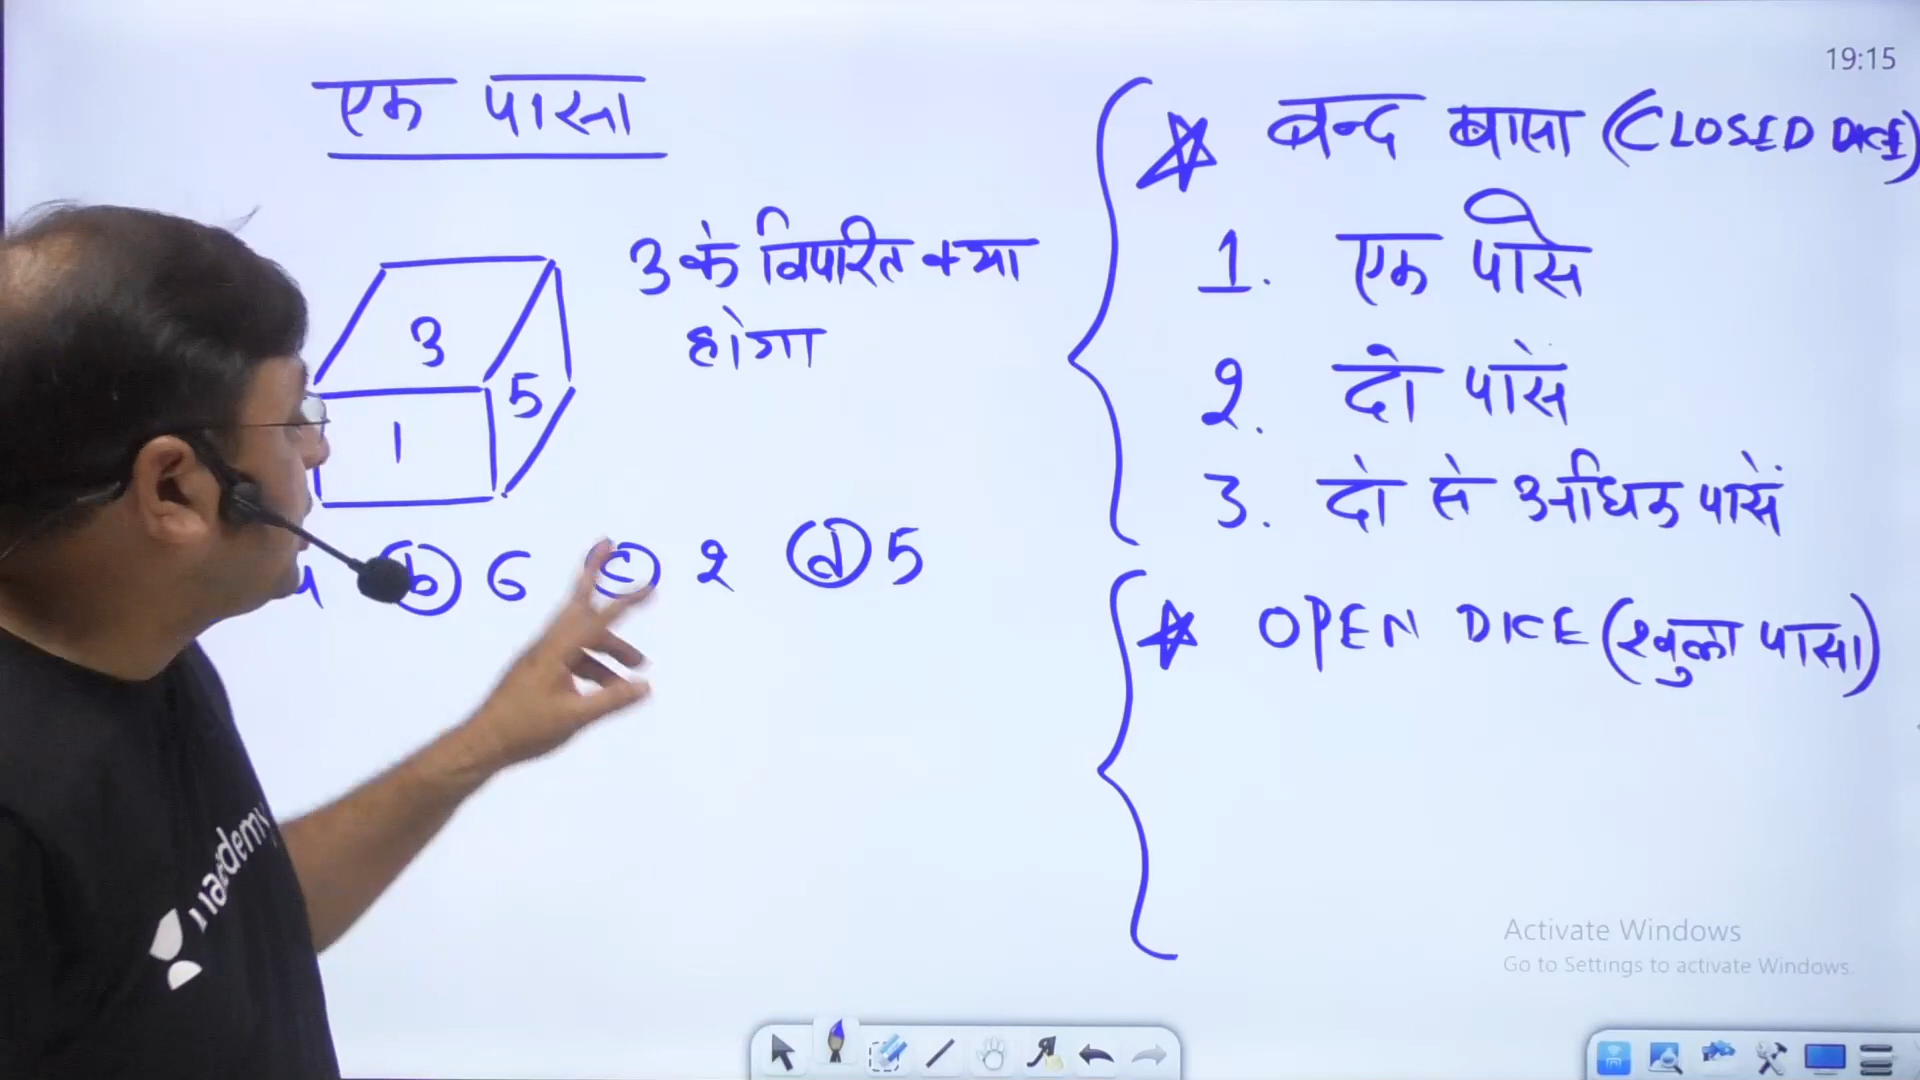 एक पासा
3 के विपरित क्या
होगा
3
5
1
b 6 c 2 d 5
19:15
बन्द बासा (CLOSED DICE)
1. एक पासे
2. दो पासे
3. दो से अधिक पासें
OPEN DICE (खुला पासा)
unacademy
Activate Windows
Go to Settings to activate Windows.